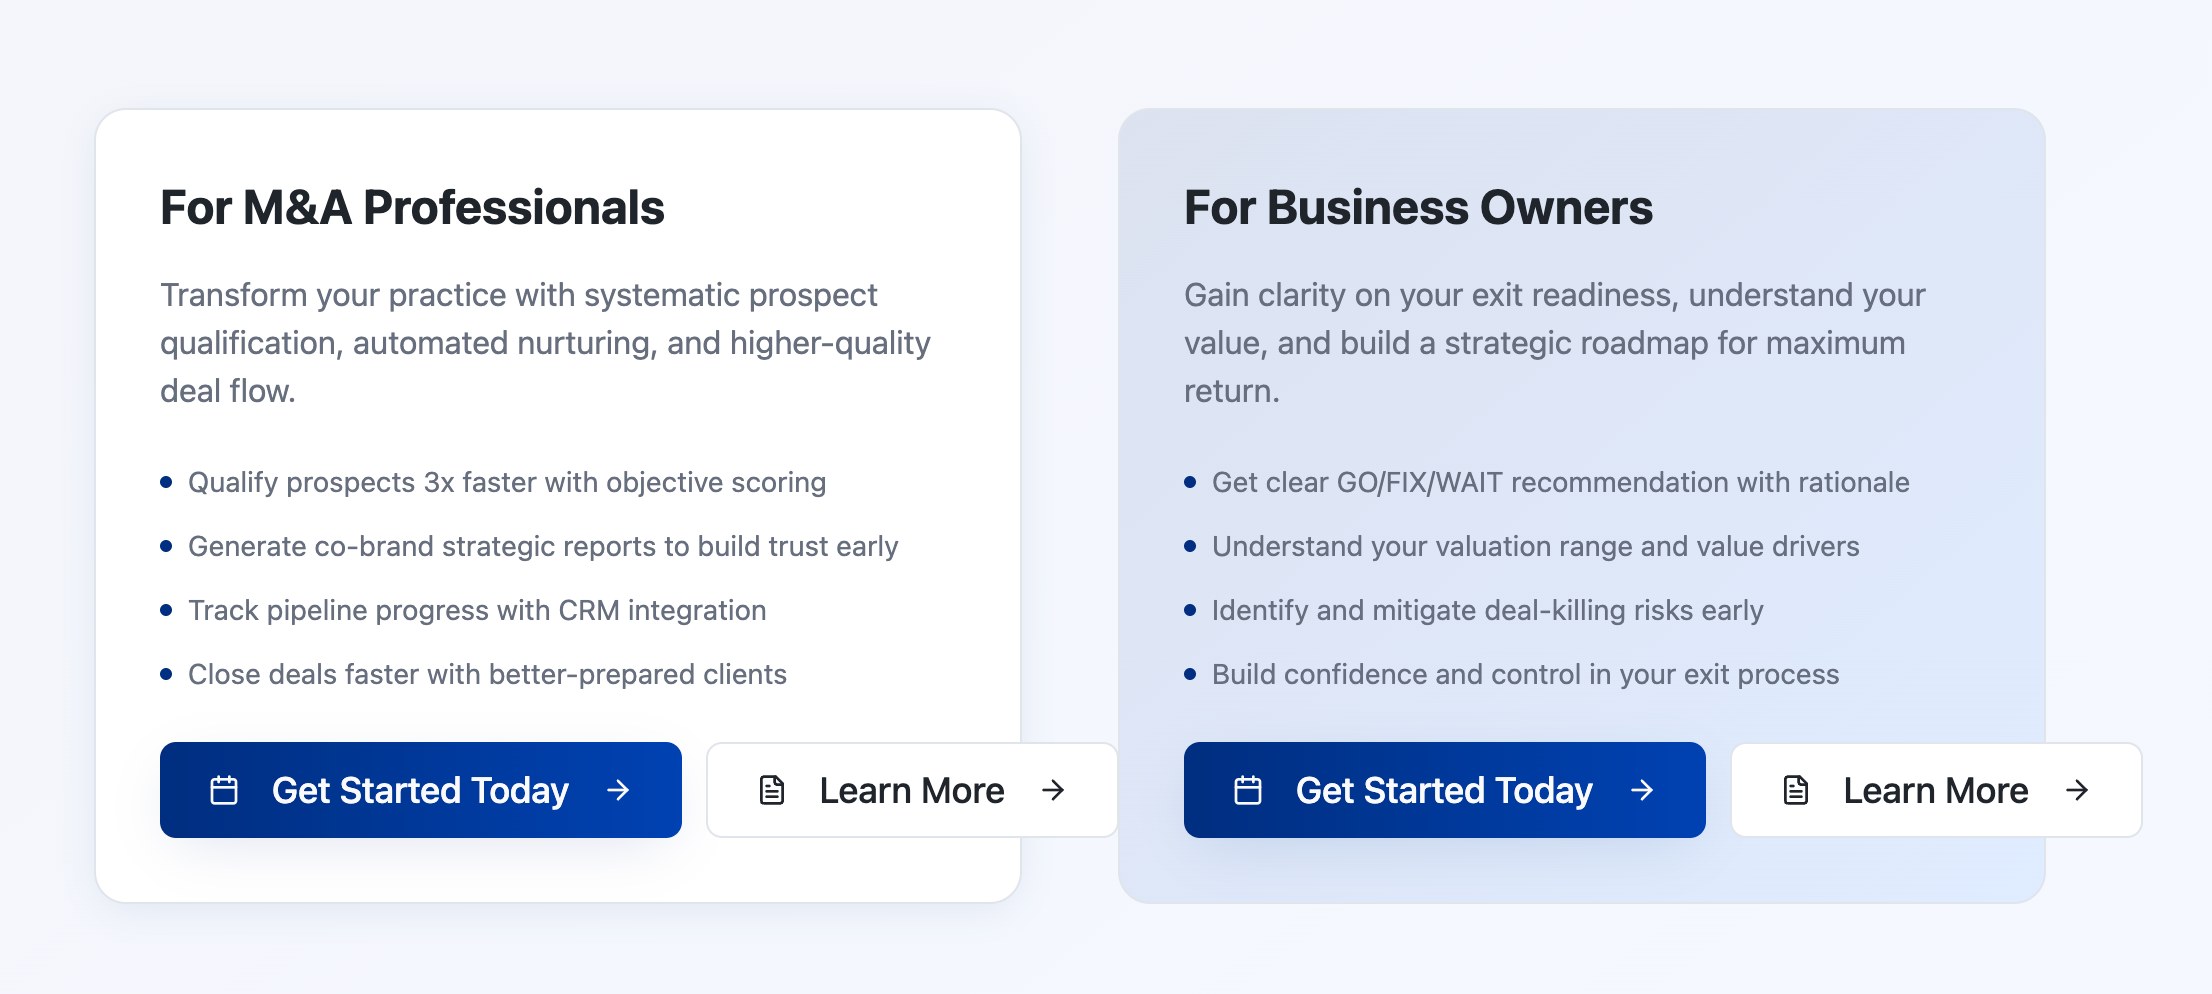 For M&A Professionals
Transform your practice with systematic prospect
qualification, automated nurturing, and higher-quality
deal flow.
Qualify prospects 3x faster with objective scoring
Generate co-brand strategic reports to build trust early
Track pipeline progress with CRM integration
Close deals faster with better-prepared clients
Get Started Today
Learn More
For Business Owners
Gain clarity on your exit readiness, understand your
value, and build a strategic roadmap for maximum
return.
Get clear GO/FIX/WAIT recommendation with rationale
Understand your valuation range and value drivers
Identify and mitigate deal-killing risks early
Build confidence and control in your exit process
Get Started Today
Learn More